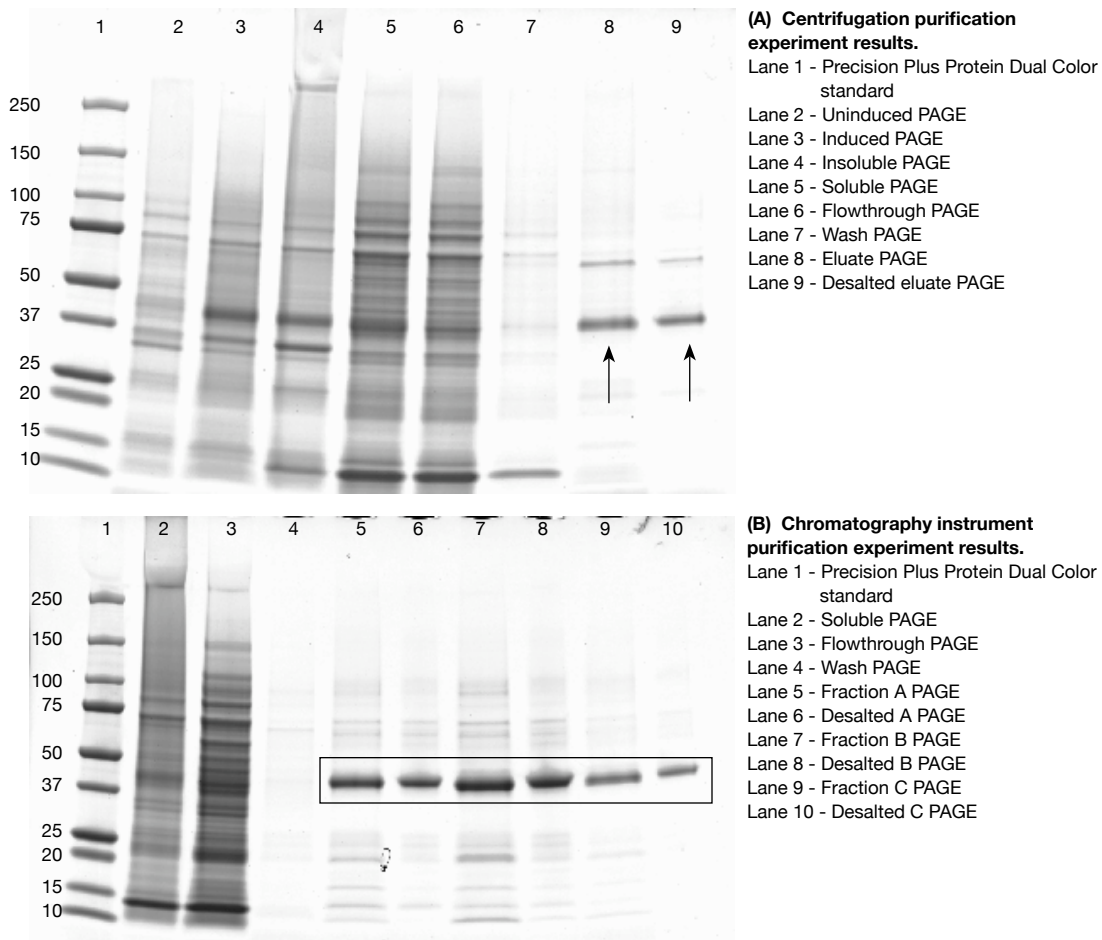 1 2 3 4 5 6 7 8 9
250
150
100
75
50
37
25
20
15
10
(A) Centrifugation purification
experiment results.
Lane 1 - Precision Plus Protein Dual Color
standard
Lane 2 - Uninduced PAGE
Lane 3 - Induced PAGE
Lane 4 - Insoluble PAGE
Lane 5 - Soluble PAGE
Lane 6 - Flowthrough PAGE
Lane 7 - Wash PAGE
Lane 8 - Eluate PAGE
Lane 9 - Desalted eluate PAGE
1 2 3 4 5 6 7 8 9 10
250
150
100
75
50
37
25
20
15
10
(B) Chromatography instrument
purification experiment results.
Lane 1 - Precision Plus Protein Dual Color
standard
Lane 2 - Soluble PAGE
Lane 3 - Flowthrough PAGE
Lane 4 - Wash PAGE
Lane 5 - Fraction A PAGE
Lane 6 - Desalted A PAGE
Lane 7 - Fraction B PAGE
Lane 8 - Desalted B PAGE
Lane 9 - Fraction C PAGE
Lane 10 - Desalted C PAGE